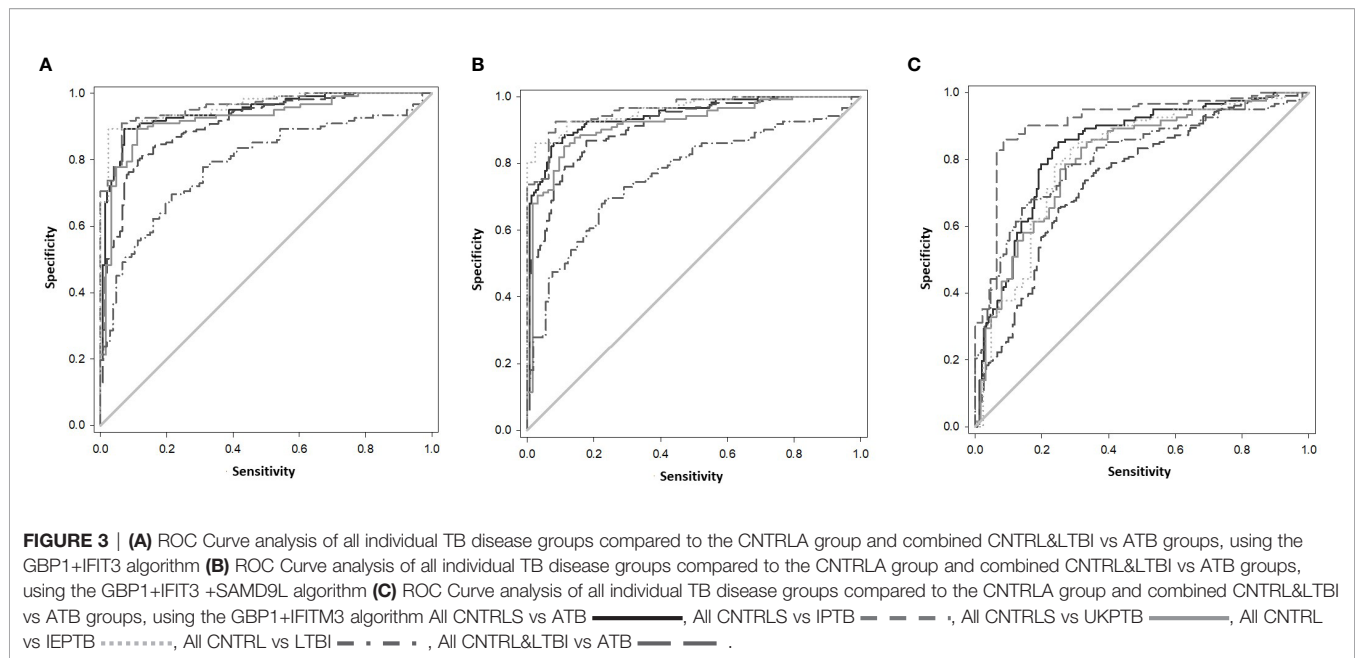 A
B
C
1.0
0.8
0.6
0.4
0.2
0.0
Specificity
0.0 0.2 0.4 0.6 0.8 1.0
Sensitivity
1.0
0.8
0.6
0.4
0.2
0.0
Specificity
0.0 0.2 0.4 0.6 0.8 1.0
Sensitivity
1.0
0.8
0.6
0.4
0.2
0.0
Specificity
0.0 0.2 0.4 0.6 0.8 1.0
Sensitivity
FIGURE 3 | (A) ROC Curve analysis of all individual TB disease groups compared to the CNTRLA group and combined CNTRL&LTBI vs ATB groups, using the
GBP1+IFIT3 algorithm (B) ROC Curve analysis of all individual TB disease groups compared to the CNTRLA group and combined CNTRL&LTBI vs ATB groups,
using the GBP1+IFIT3 +SAMD9L algorithm (C) ROC Curve analysis of all individual TB disease groups compared to the CNTRLA group and combined CNTRL&LTBI
vs ATB groups, using the GBP1+IFITM3 algorithm All CNTRLS vs ATB , All CNTRLS vs IPTB , All CNTRLS vs UKPTB , All CNTRL
vs IEPTB , All CNTRL vs LTBI , All CNTRL&LTBI vs ATB .